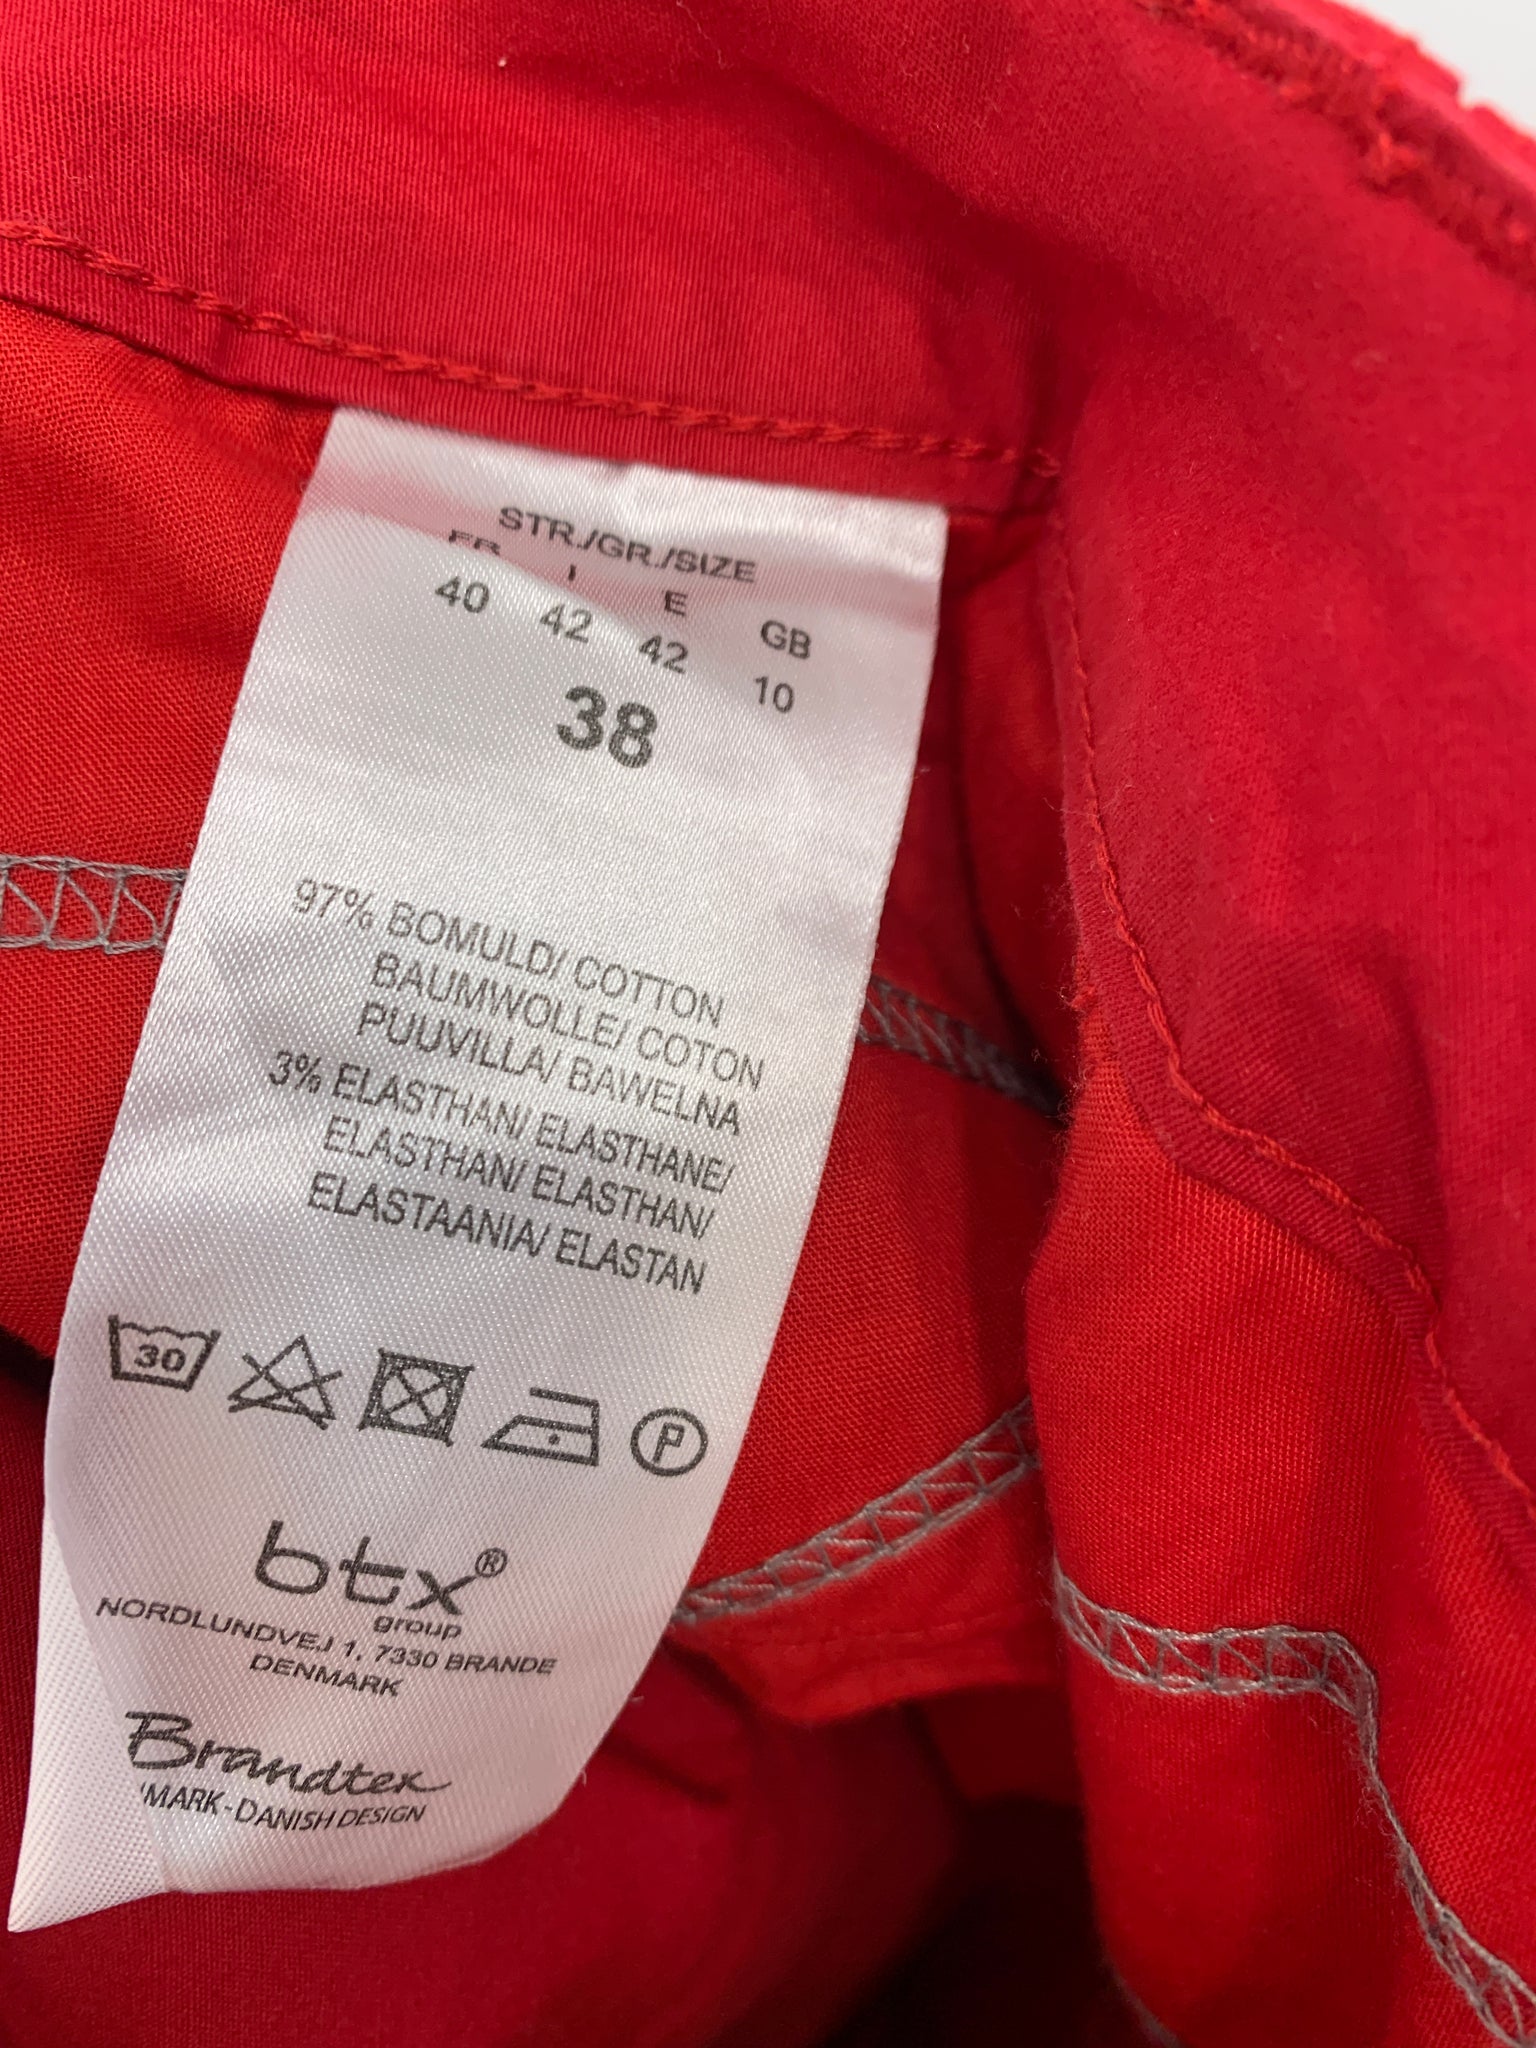 STR./GR./SIZE
FR I E GB
40 42 42 10
38
97% BOMULD/ COTTON
BAUMWOLLE/ COTON
PUUVILLA/ BAWELNA
3% ELASTHAN/ ELASTHANE/
ELASTHAN/ ELASTHAN/
ELASTAANIA/ ELASTAN
30
P
btx®
group
NORDLUNDVEJ 1, 7330 BRANDE
DENMARK
Brandtex
MARK - DANISH DESIGN